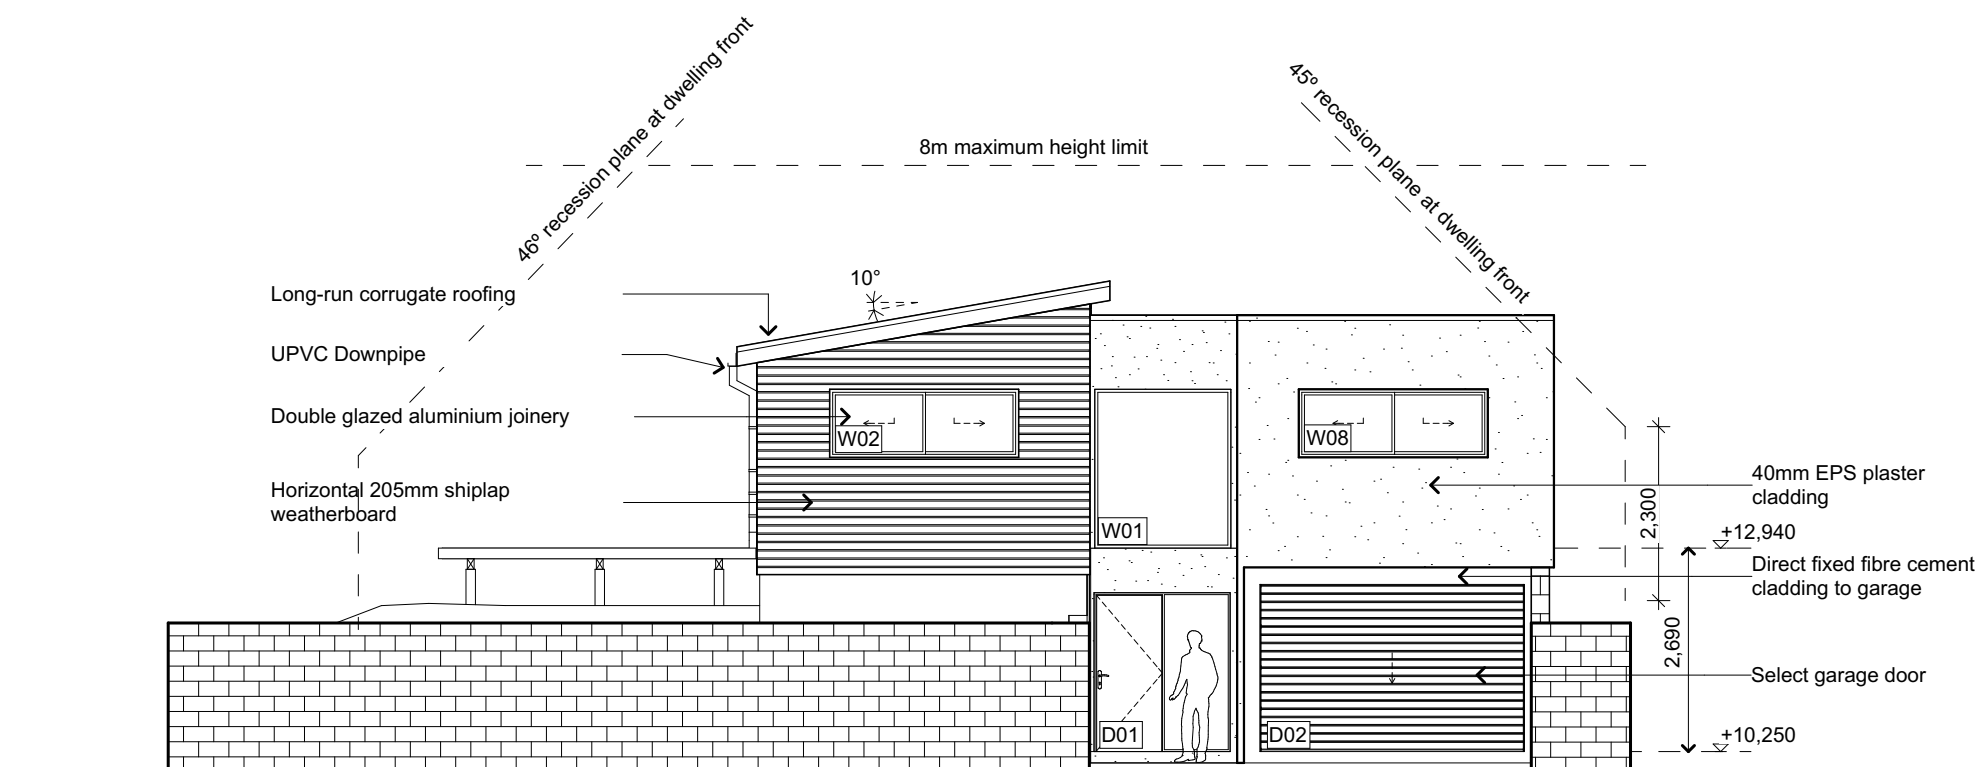 46º recession plane at dwelling front
45º recession plane at dwelling front
8m maximum height limit
10°
Long-run corrugate roofing
UPVC Downpipe
Double glazed aluminium joinery
W02
W08
Horizontal 205mm shiplap
weatherboard
W01
40mm EPS plaster
cladding
2,300
+12,940
Direct fixed fibre cement
cladding to garage
2,690
Select garage door
D01
D02
+10,250